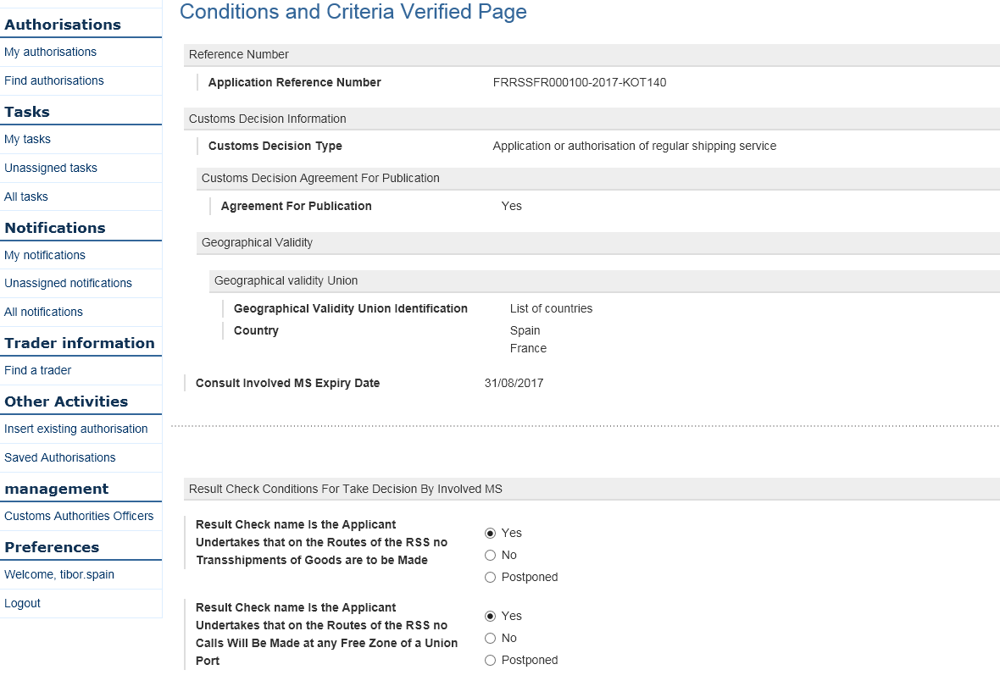 Conditions and Criteria Verified Page
Authorisations
My authorisations
Find authorisations
Tasks
My tasks
Unassigned tasks
All tasks
Notifications
My notifications
Unassigned notifications
All notifications
Trader information
Find a trader
Other Activities
Insert existing authorisation
Saved Authorisations
management
Customs Authorities Officers
Preferences
Welcome, tibor.spain
Logout
Reference Number
Application Reference Number FRRSSFR000100-2017-KOT140
Customs Decision Information
Customs Decision Type Application or authorisation of regular shipping service
Customs Decision Agreement For Publication
Agreement For Publication Yes
Geographical Validity
Geographical validity Union
Geographical Validity Union Identification List of countries
Country Spain
France
Consult Involved MS Expiry Date 31/08/2017
Result Check Conditions For Take Decision By Involved MS
Result Check name Is the Applicant
Undertakes that on the Routes of the RSS no
Transshipments of Goods are to be Made
Yes
No
Postponed
Result Check name Is the Applicant
Undertakes that on the Routes of the RSS no
Calls Will Be Made at any Free Zone of a Union
Port
Yes
No
Postponed